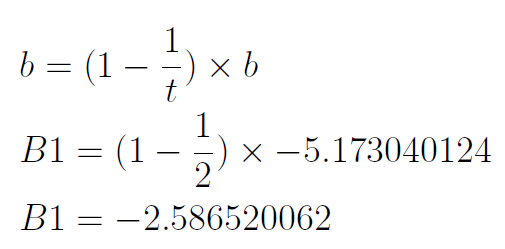 b = (1 − 1/t) × b
B1 = (1 − 1/2) × −5.173040124
B1 = −2.586520062